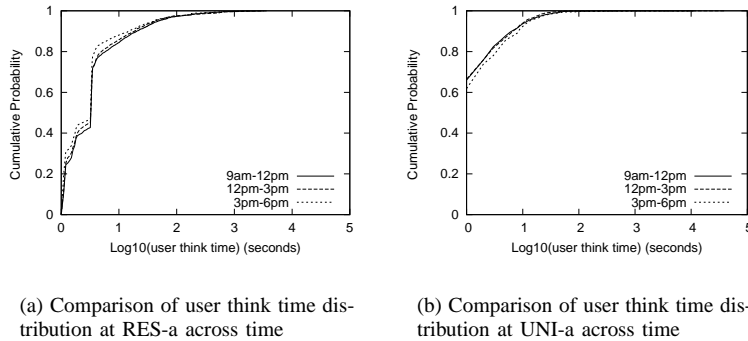 1
0.8
0.6
0.4
0.2
0
Cumulative Probability
9am-12pm
12pm-3pm
3pm-6pm
0 1 2 3 4 5
Log10(user think time) (seconds)
(a) Comparison of user think time dis-
tribution at RES-a across time
1
0.8
0.6
0.4
0.2
0
Cumulative Probability
9am-12pm
12pm-3pm
3pm-6pm
0 1 2 3 4 5
Log10(user think time) (seconds)
(b) Comparison of user think time dis-
tribution at UNI-a across time